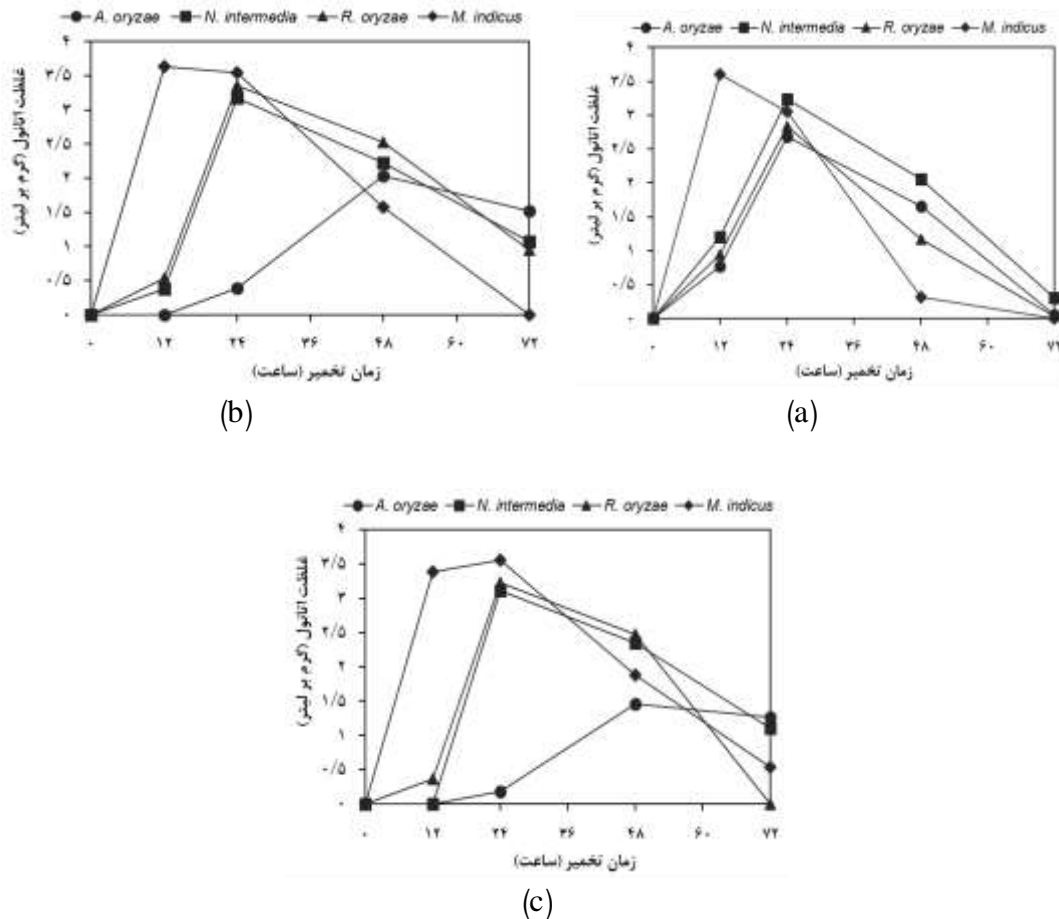 A. oryzae N. intermedia R. oryzae M. indicus
غلظت اتانول (گرم بر لیتر)
۴
۳/۵
۳
۲/۵
۲
۱/۵
۱
۰/۵
۰
۰ ۱۲ ۲۴ ۳۶ ۴۸ ۶۰ ۷۲
زمان تخمیر (ساعت)
(b)
A. oryzae N. intermedia R. oryzae M. indicus
غلظت اتانول (گرم بر لیتر)
۴
۳/۵
۳
۲/۵
۲
۱/۵
۱
۰/۵
۰
۰ ۱۲ ۲۴ ۳۶ ۴۸ ۶۰ ۷۲
زمان تخمیر (ساعت)
(a)
A. oryzae N. intermedia R. oryzae M. indicus
غلظت اتانول (گرم بر لیتر)
۴
۳/۵
۳
۲/۵
۲
۱/۵
۱
۰/۵
۰
۰ ۱۲ ۲۴ ۳۶ ۴۸ ۶۰ ۷۲
زمان تخمیر (ساعت)
(c)